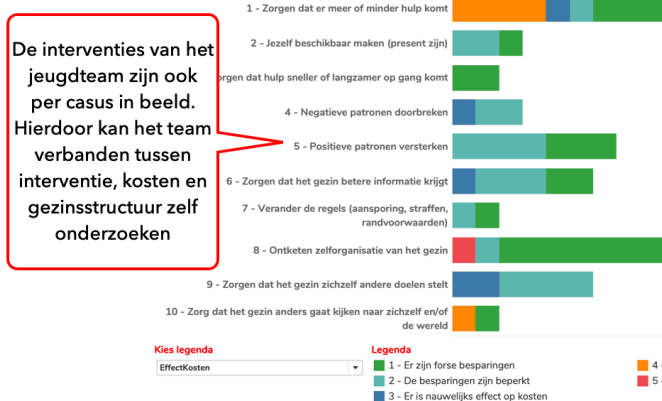 1 - Zorgen dat er meer of minder hulp komt
De interventies van het
jeugdteam zijn ook
per casus in beeld.
Hierdoor kan het team
verbanden tussen
interventie, kosten en
gezinsstructuur zelf
onderzoeken
2 - Jezelf beschikbaar maken (present zijn)
dat hulp sneller of langzamer op gang komt
4 - Negatieve patronen doorbreken
5 - Positieve patronen versterken
6 - Zorgen dat het gezin betere informatie krijgt
7 - Verander de regels (aansporing, straffen,
randvoorwaarden)
8 - Ontketen zelforganisatie van het gezin
9 - Zorgen dat het gezin zichzelf andere doelen stelt
10 - Zorg dat het gezin anders gaat kijken naar zichzelf en/of
de wereld
Kies legenda
EffectKosten
Legenda
1 - Er zijn forse besparingen
2 - De besparingen zijn beperkt
3 - Er is nauwelijks effect op kosten
4 -
5 -